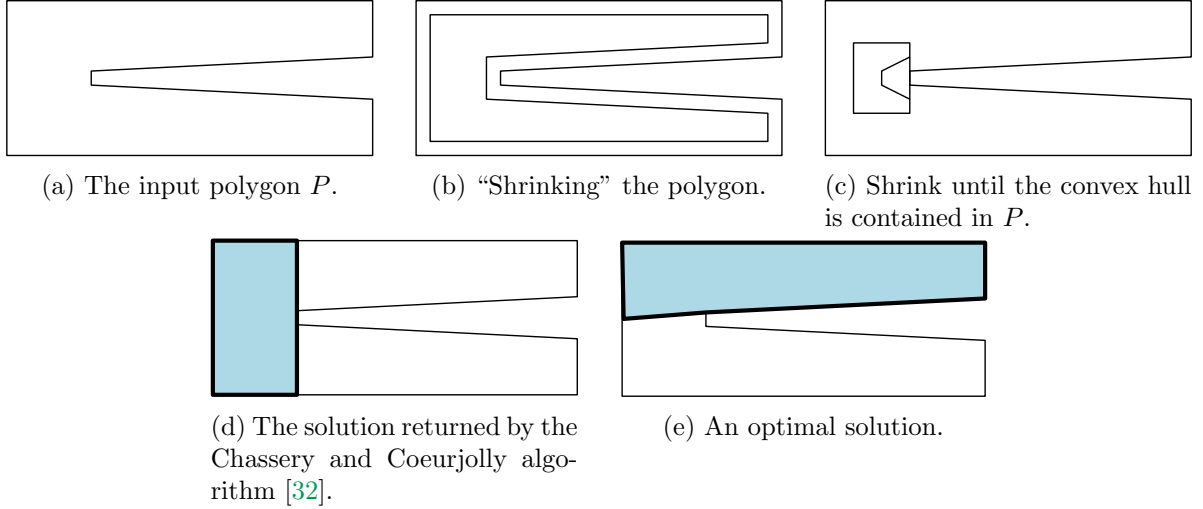 (a) The input polygon P.
(b) “Shrinking” the polygon.
(c) Shrink until the convex hull
is contained in P.
(d) The solution returned by the
Chassery and Coeurjolly algo-
rithm [32].
(e) An optimal solution.